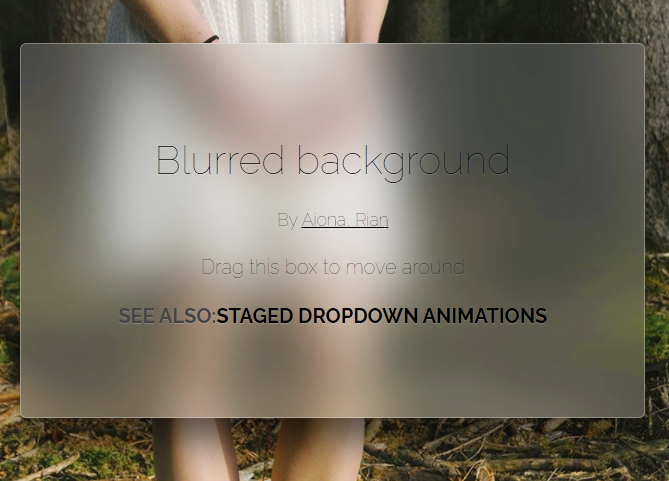 Blurred background
By Aiona, Rian
Drag this box to move around
SEE ALSO:STAGED DROPDOWN ANIMATIONS